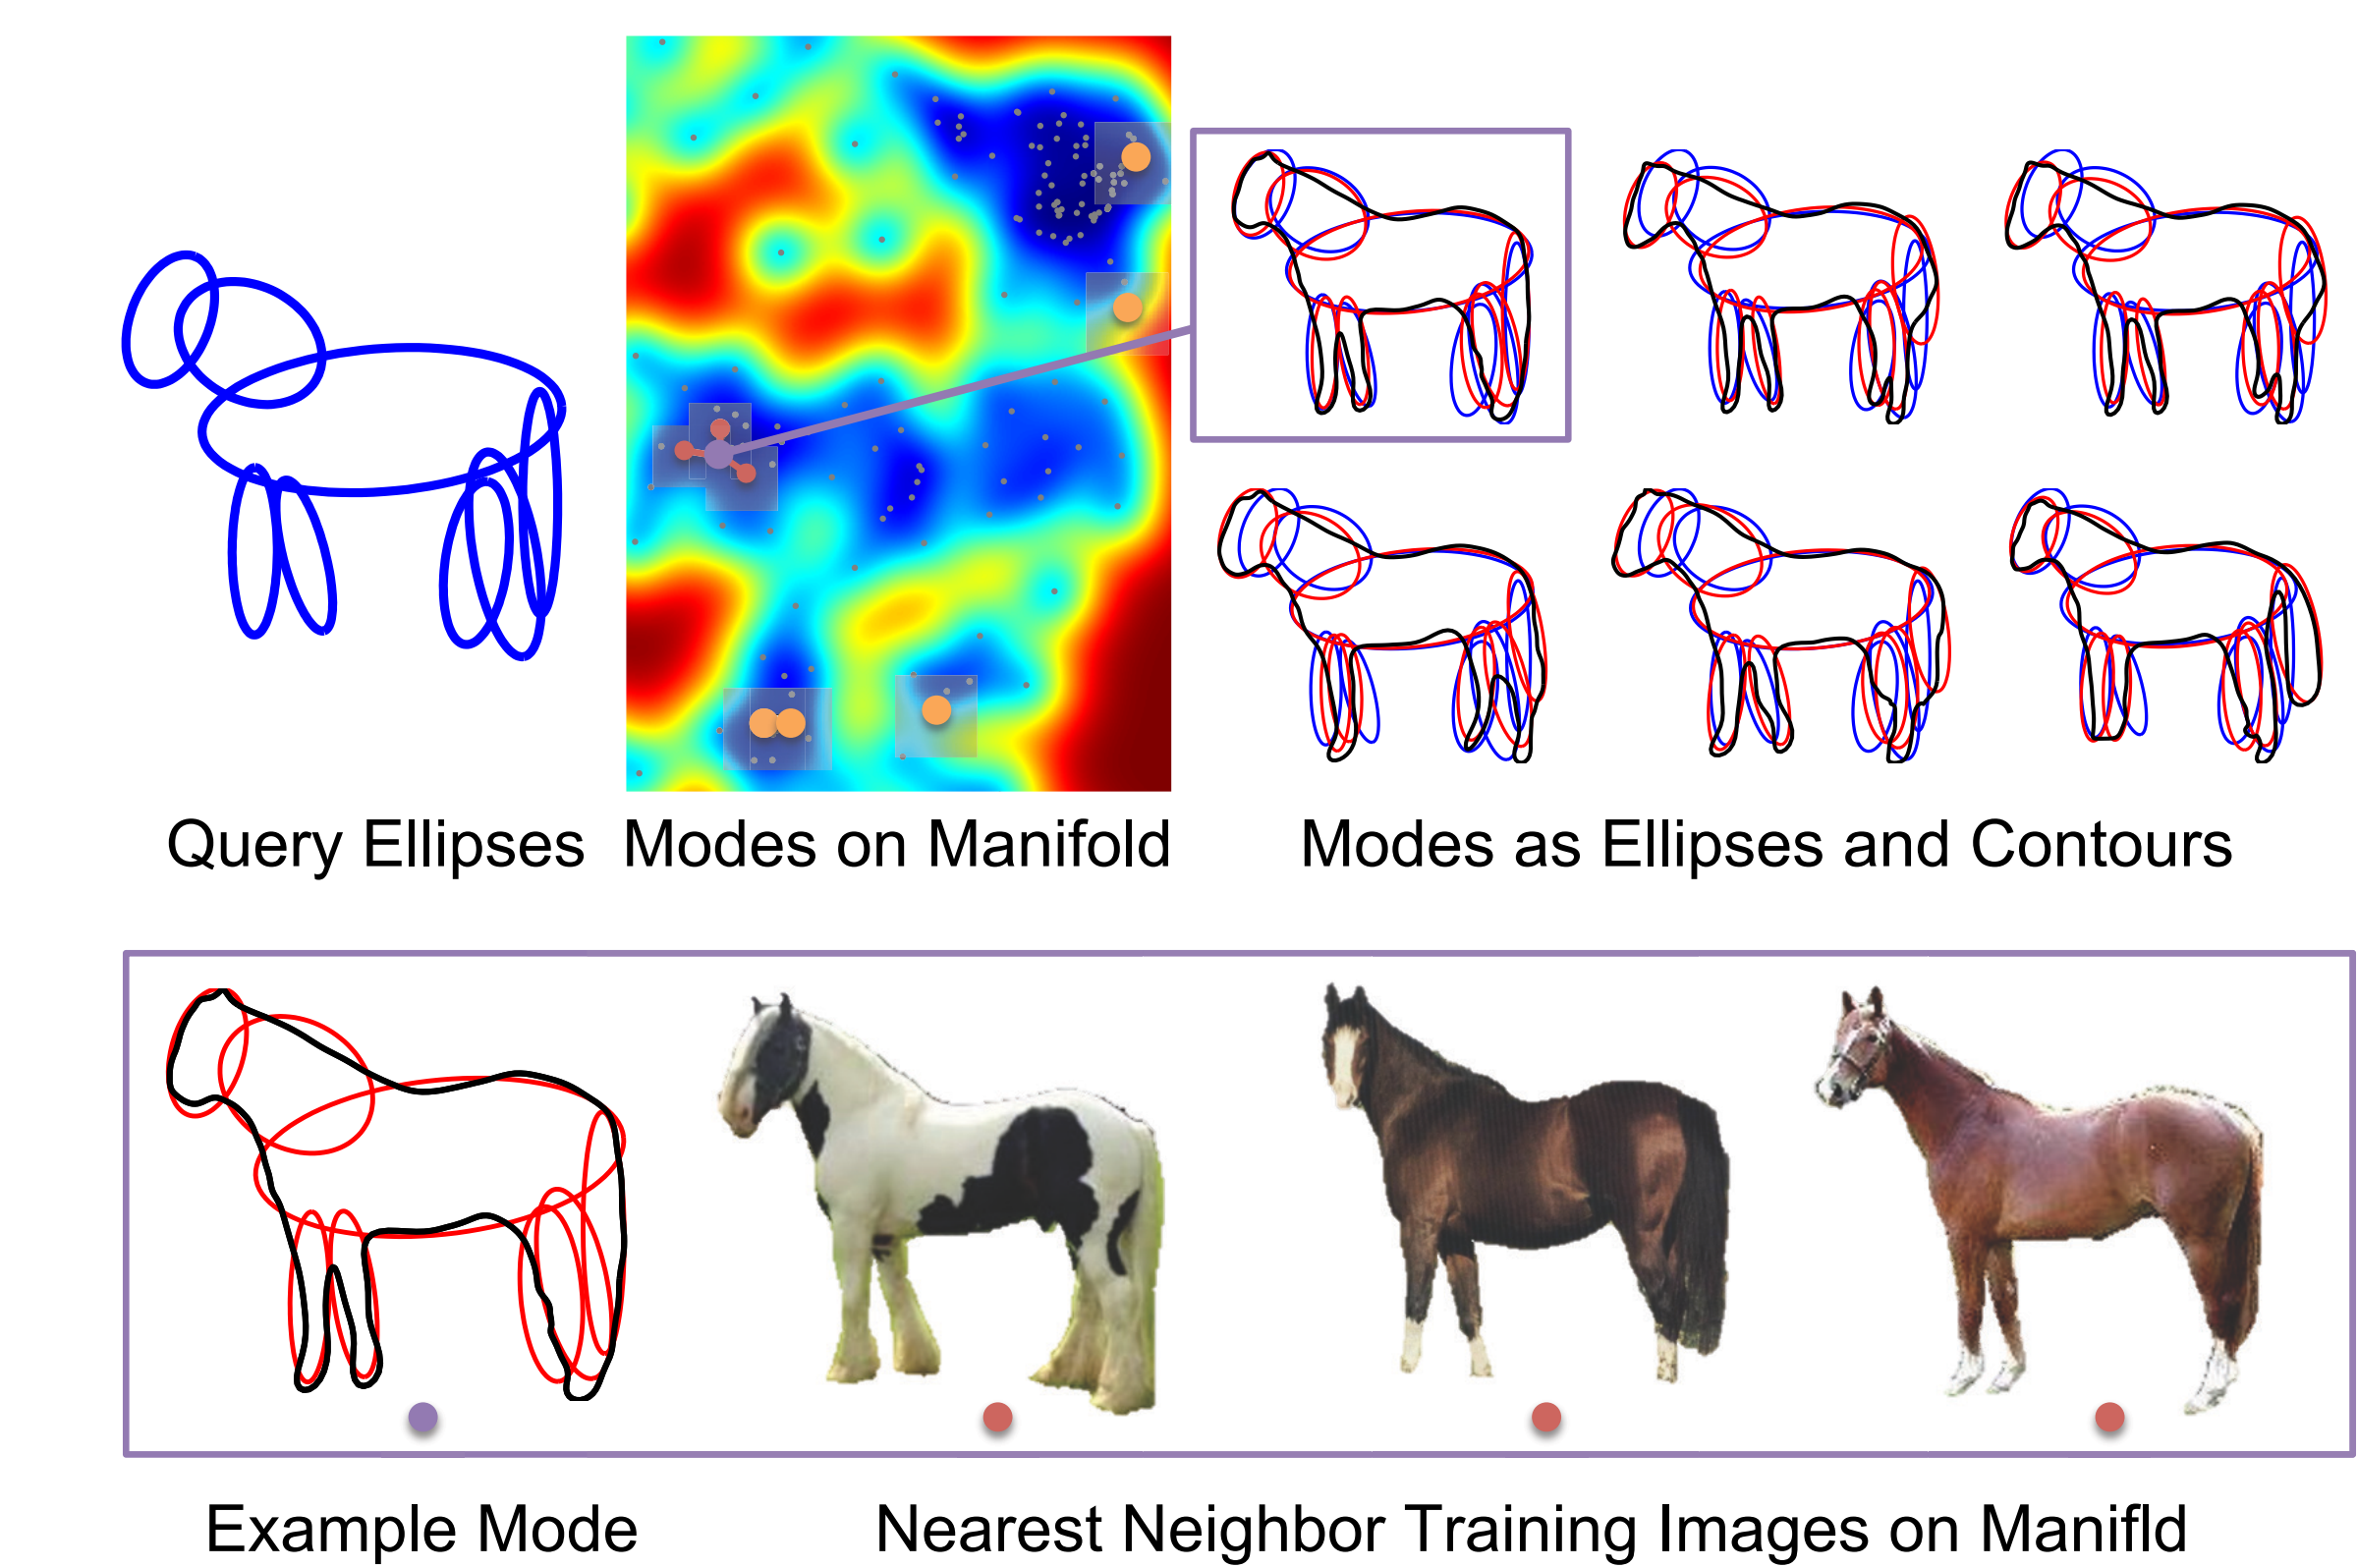 Query Ellipses
Modes on Manifold
Modes as Ellipses and Contours
Example Mode
Nearest Neighbor Training Images on Manifld